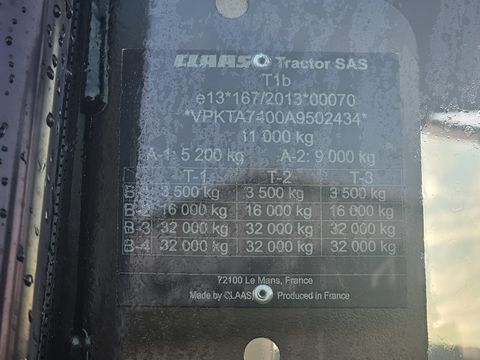 CLAAS Tractor SAS
T1b
e13*167/2013*00070
*VPKTA7400A9502434*
11 000 kg
A-1: 5 200 kg A-2: 9 000 kg
T-1 T-2 T-3
B-1 3 500 kg 3 500 kg 3 500 kg
B-2 16 000 kg 16 000 kg 16 000 kg
B-3 32 000 kg 32 000 kg 32 000 kg
B-4 32 000 kg 32 000 kg 32 000 kg
72100 Le Mans, France
Made by CLAAS Produced in France